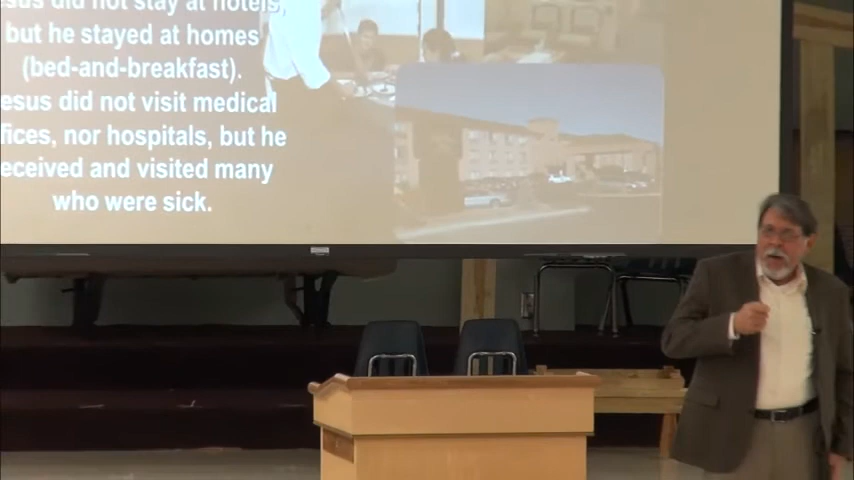 sus did not stay at hotels,
but he stayed at homes
(bed-and-breakfast).
esus did not visit medical
fices, nor hospitals, but he
eceived and visited many
who were sick.